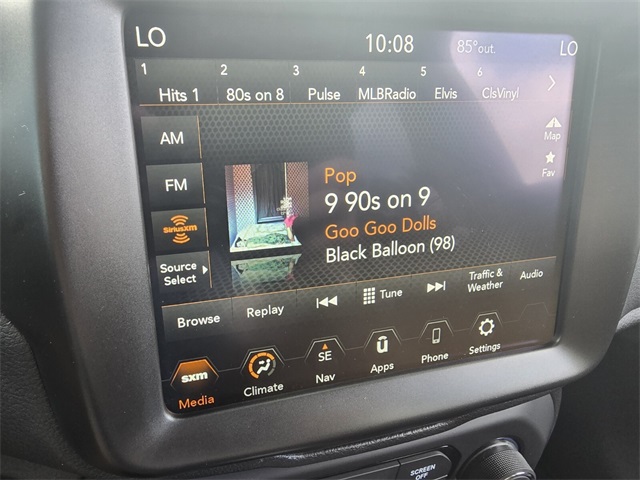 LO 10:08 85° out. LO
1 2 3 4 5 6
Hits 1 80s on 8 Pulse MLBRadio Elvis ClsVinyl
AM
Map
FM
Fav
Pop
9 90s on 9
SiriusXM
Goo Goo Dolls
Black Balloon (98)
Source
Select
Browse Replay Tune Traffic &
Weather Audio
sxm SE ū
Media Climate Nav Apps Phone Settings
SCREEN
OFF